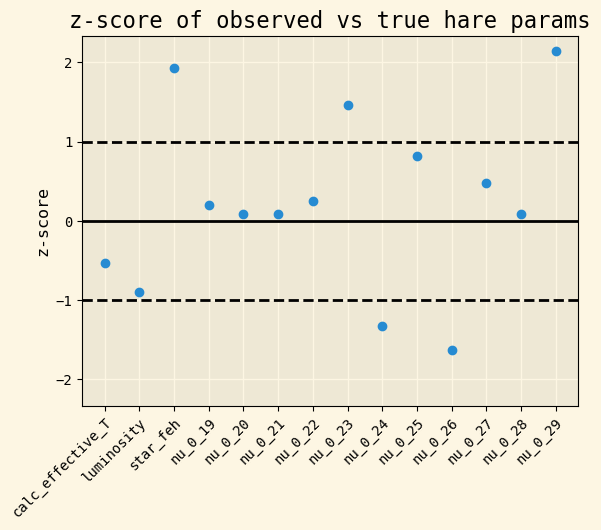 z-score of observed vs true hare params
z-score
2
1
0
−1
−2
calc_effective_T
luminosity
star_feh
nu_0_19
nu_0_20
nu_0_21
nu_0_22
nu_0_23
nu_0_24
nu_0_25
nu_0_26
nu_0_27
nu_0_28
nu_0_29